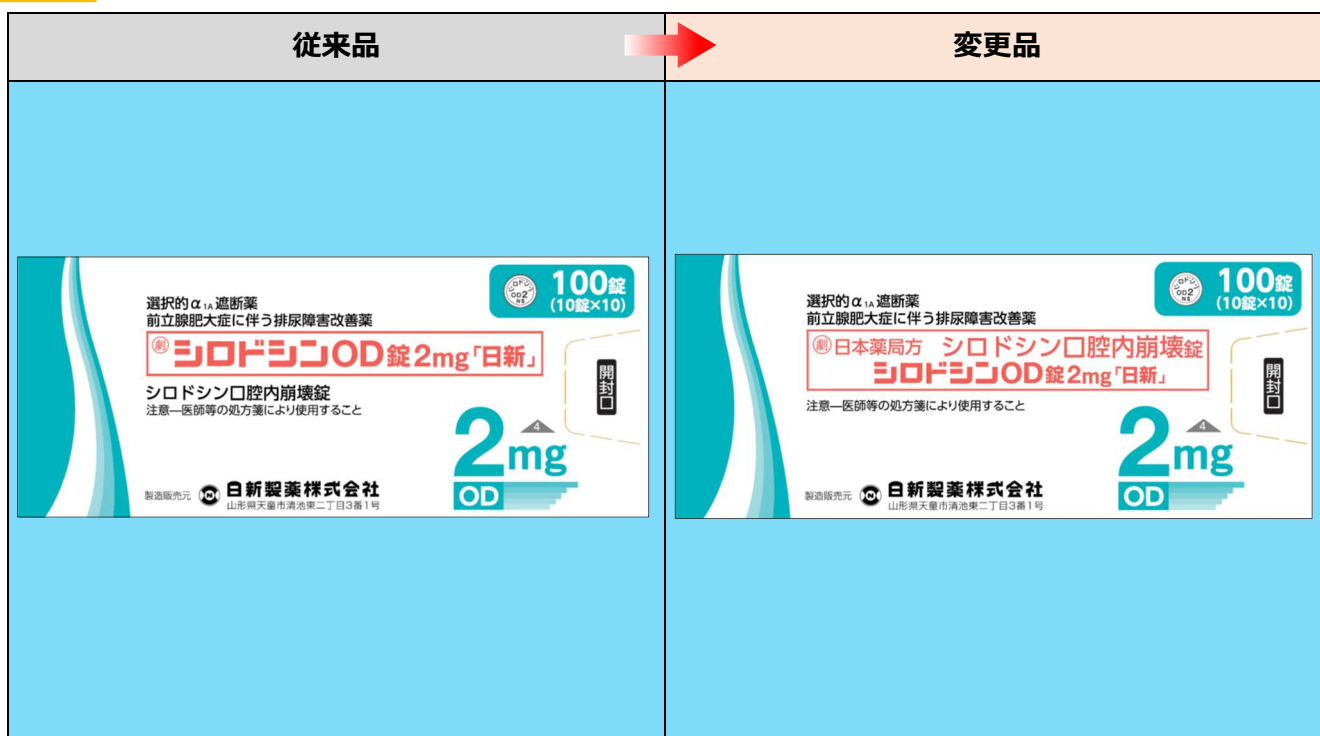 従来品
変更品
100錠
(10錠×10)
選択的α1A遮断薬
前立腺肥大症に伴う排尿障害改善薬
劇 シロドシンOD錠2mg「日新」
シロドシン口腔内崩壊錠
注意―医師等の処方箋により使用すること
開封口
4
2mg
OD
製造販売元 日新製薬株式会社
山形県天童市清池東二丁目3番1号
100錠
(10錠×10)
選択的α1A遮断薬
前立腺肥大症に伴う排尿障害改善薬
劇 日本薬局方 シロドシン口腔内崩壊錠
シロドシンOD錠2mg「日新」
注意―医師等の処方箋により使用すること
開封口
4
2mg
OD
製造販売元 日新製薬株式会社
山形県天童市清池東二丁目3番1号